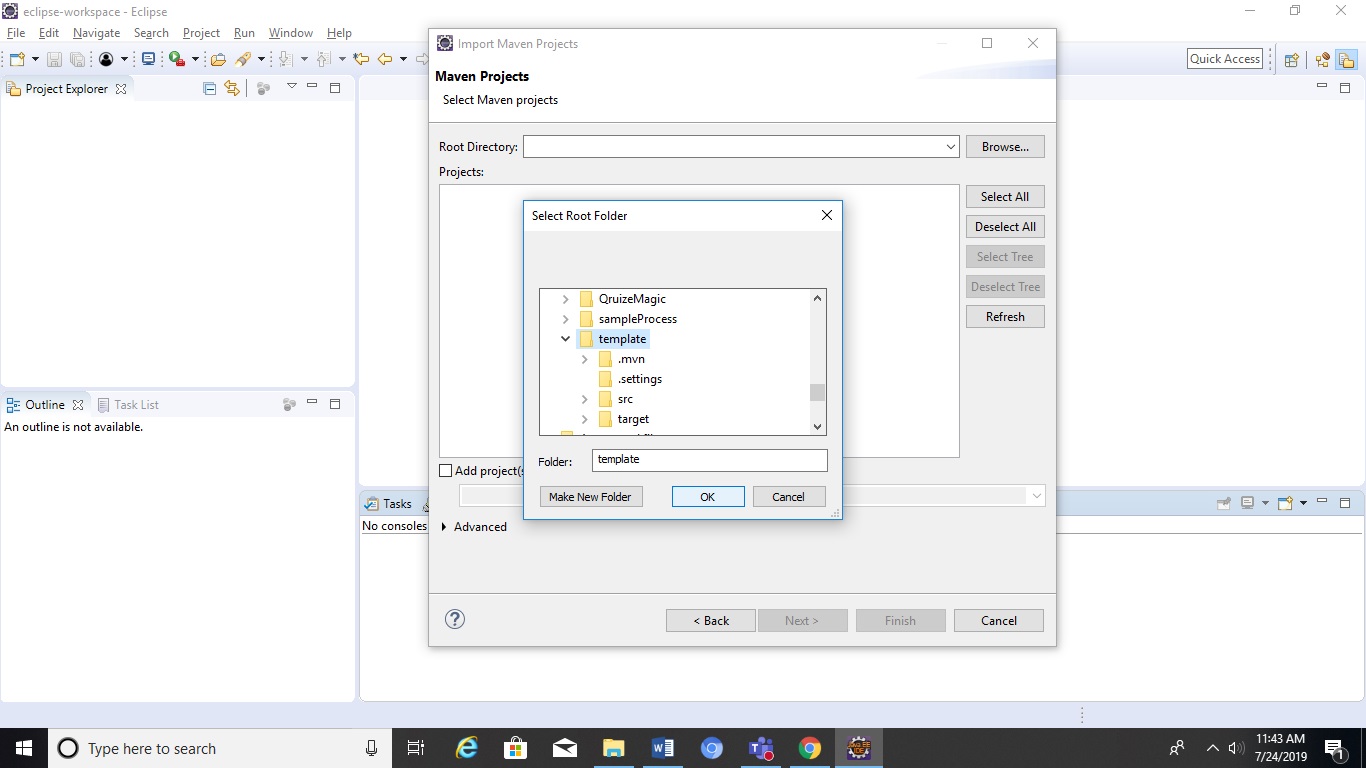 eclipse-workspace - Eclipse
File Edit Navigate Search Project Run Window Help
Quick Access
Project Explorer
Import Maven Projects
Maven Projects
Select Maven projects
Root Directory:
Browse...
Projects:
Select All
Deselect All
Select Tree
Deselect Tree
Refresh
Select Root Folder
QruizeMagic
sampleProcess
template
.mvn
.settings
src
target
Folder: template
Make New Folder OK Cancel
Add project(s
Advanced
? < Back Next > Finish Cancel
Outline Task List
An outline is not available.
Tasks
No consoles
Type here to search
11:43 AM
7/24/2019
1